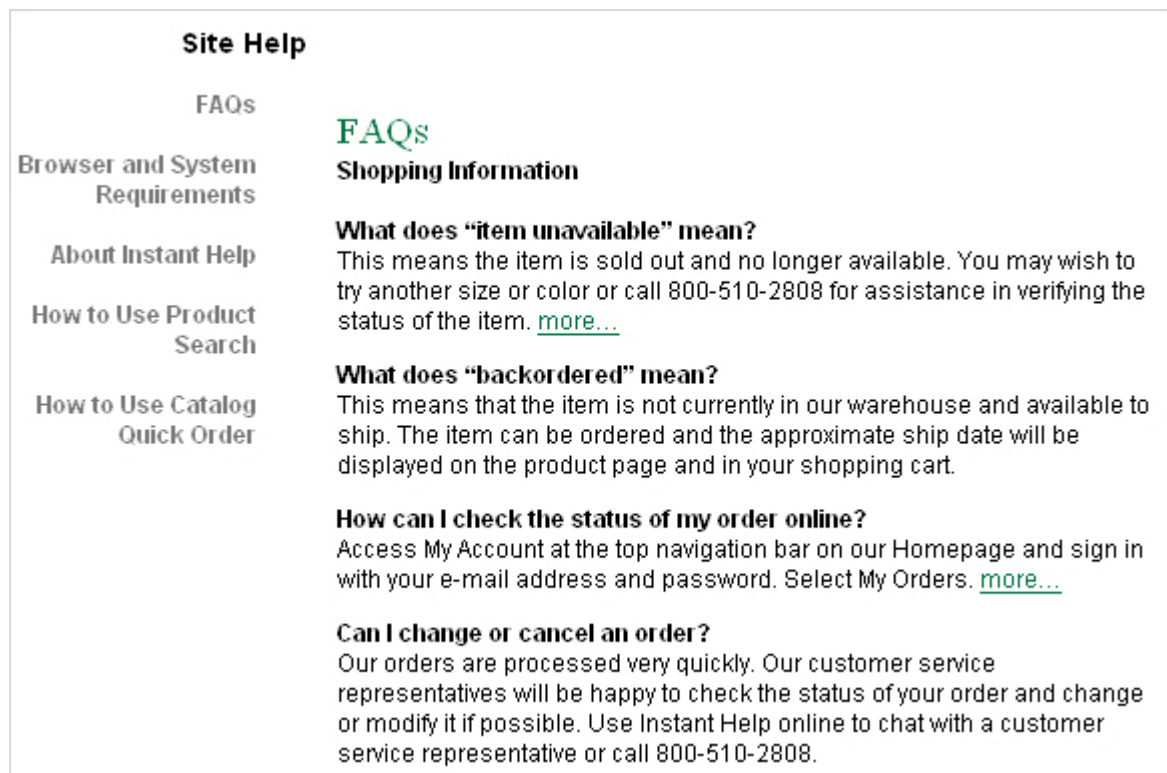 Site Help
FAQs
Browser and System
Requirements
About Instant Help
How to Use Product
Search
How to Use Catalog
Quick Order
FAQs
Shopping Information
What does “item unavailable” mean?
This means the item is sold out and no longer available. You may wish to
try another size or color or call 800-510-2808 for assistance in verifying the
status of the item. more...
What does “backordered” mean?
This means that the item is not currently in our warehouse and available to
ship. The item can be ordered and the approximate ship date will be
displayed on the product page and in your shopping cart.
How can I check the status of my order online?
Access My Account at the top navigation bar on our Homepage and sign in
with your e-mail address and password. Select My Orders. more...
Can I change or cancel an order?
Our orders are processed very quickly. Our customer service
representatives will be happy to check the status of your order and change
or modify it if possible. Use Instant Help online to chat with a customer
service representative or call 800-510-2808.